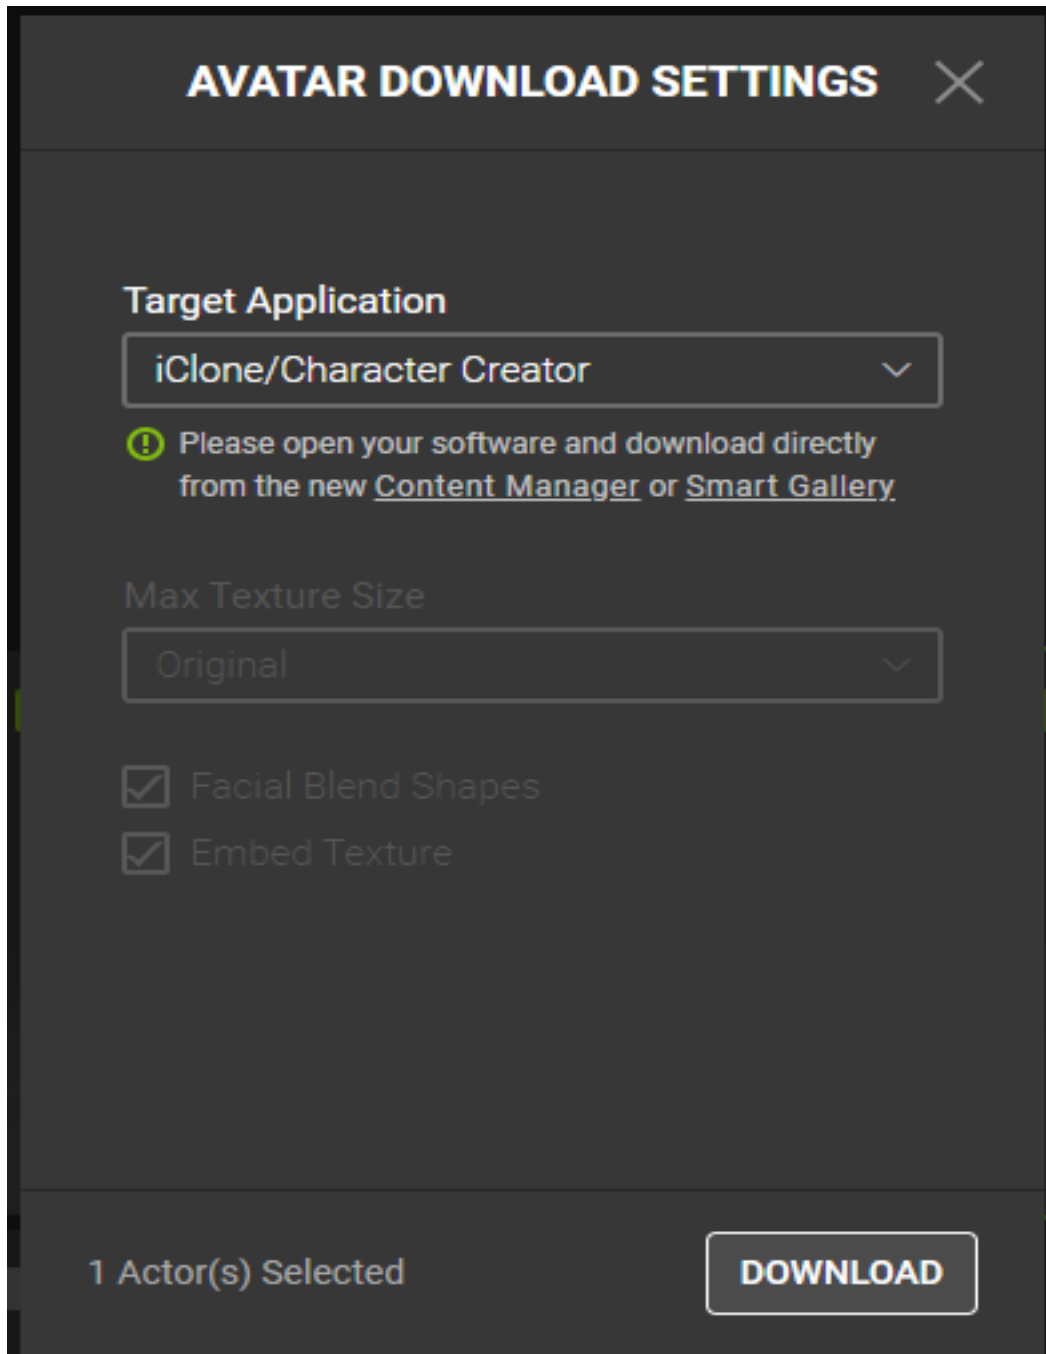 AVATAR DOWNLOAD SETTINGS
Target Application
iClone/Character Creator
Please open your software and download directly
from the new Content Manager or Smart Gallery
Max Texture Size
Original
Facial Blend Shapes
Embed Texture
1 Actor(s) Selected
DOWNLOAD